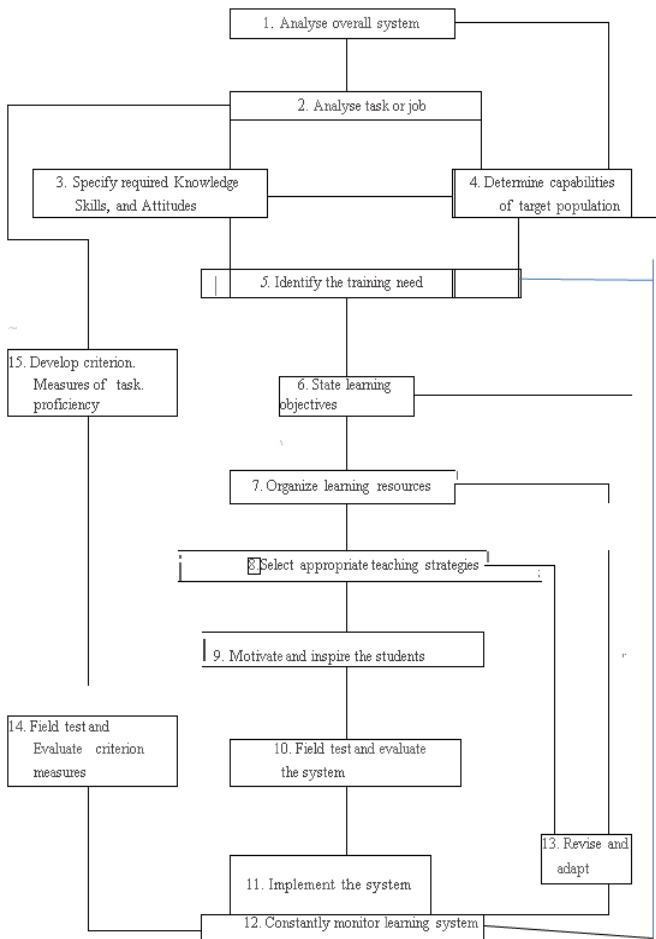 1. Analyse overall system
2. Analyse task or job
3. Specify required Knowledge
Skills, and Attitudes
4. Determine capabilities
of target population
5. Identify the training need
15. Develop criterion.
Measures of task.
proficiency
6. State learning
objectives
7. Organize learning resources
8.Select appropriate teaching strategies
9. Motivate and inspire the students
14. Field test and
Evaluate criterion
measures
10. Field test and evaluate
the system
13. Revise and
adapt
11. Implement the system
12. Constantly monitor learning system